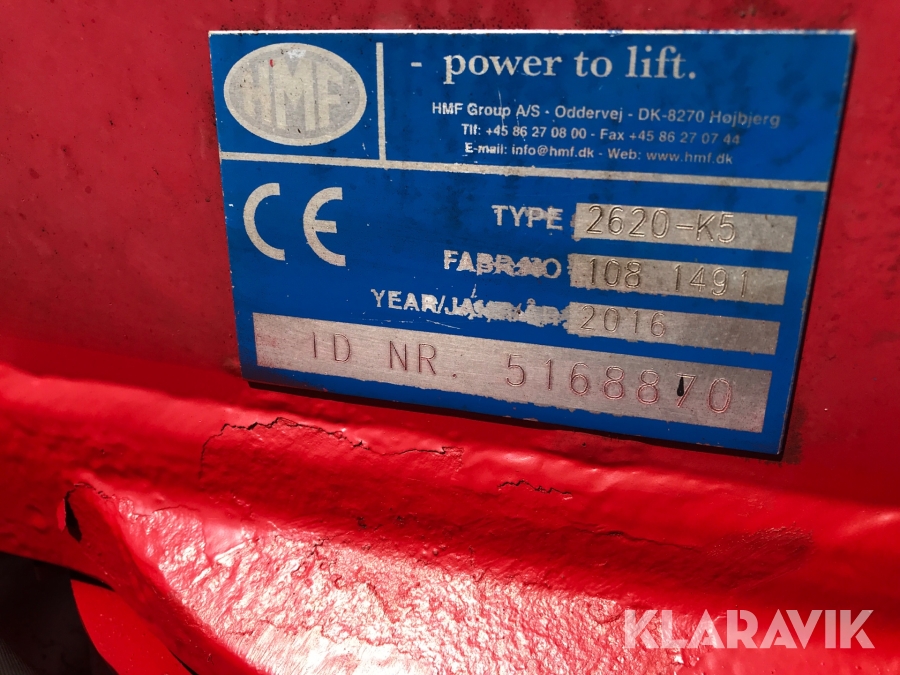 HMF
- power to lift.
HMF Group A/S - Oddervej - DK-8270 Højbjerg
Tlf: +45 86 27 08 00 - Fax +45 86 27 07 44
E-mail: info@hmf.dk - Web: www.hmf.dk
CE
TYPE 2620-K5
FABR.NO 108 1491
YEAR/JAHR/ÅR 2016
ID NR. 5168870
KLARAVIK